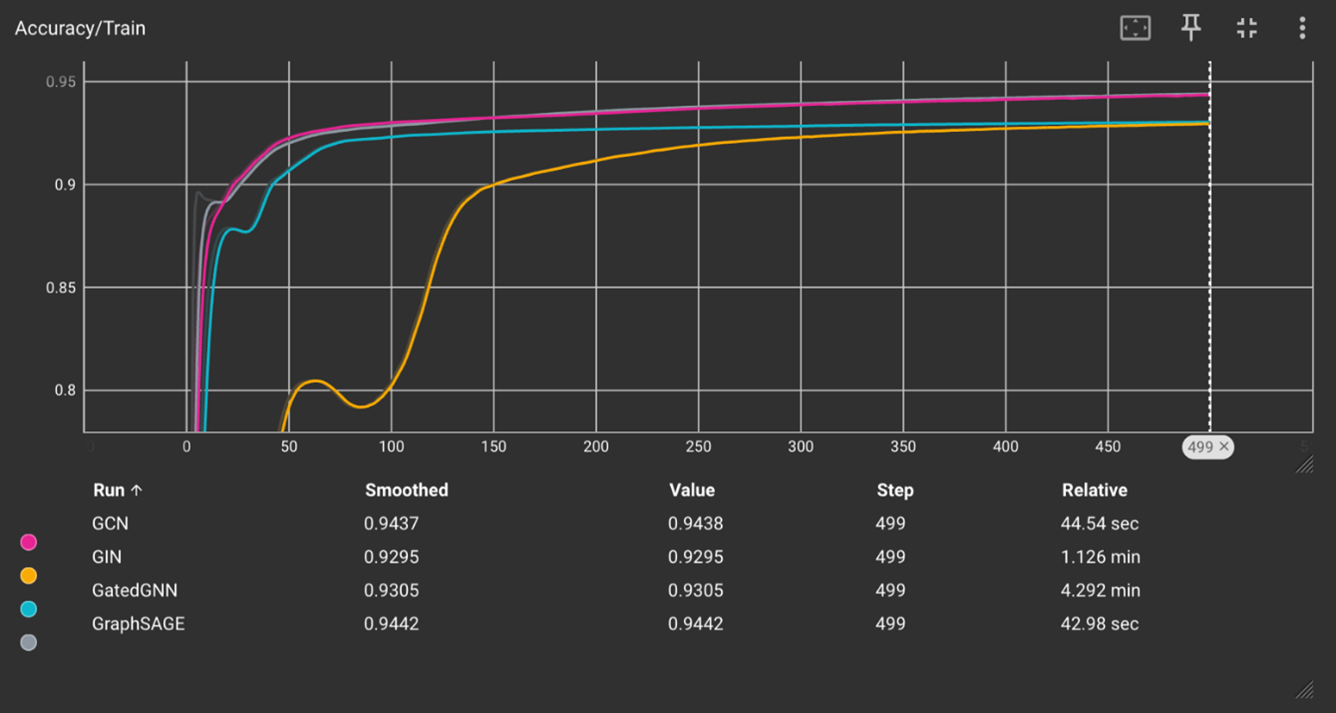 Accuracy/Train
0.95
0.9
0.85
0.8
0 50 100 150 200 250 300 350 400 450 499 ×
Run ↑ Smoothed Value Step Relative
GCN 0.9437 0.9438 499 44.54 sec
GIN 0.9295 0.9295 499 1.126 min
GatedGNN 0.9305 0.9305 499 4.292 min
GraphSAGE 0.9442 0.9442 499 42.98 sec